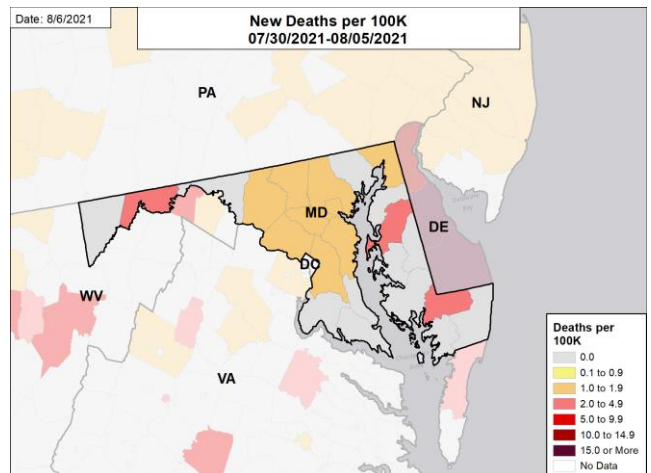 Date: 8/6/2021
New Deaths per 100K
07/30/2021-08/05/2021
PA
NJ
MD
DE
DC
WV
VA
Deaths per
100K
0.0
0.1 to 0.9
1.0 to 1.9
2.0 to 4.9
5.0 to 9.9
10.0 to 14.9
15.0 or More
No Data